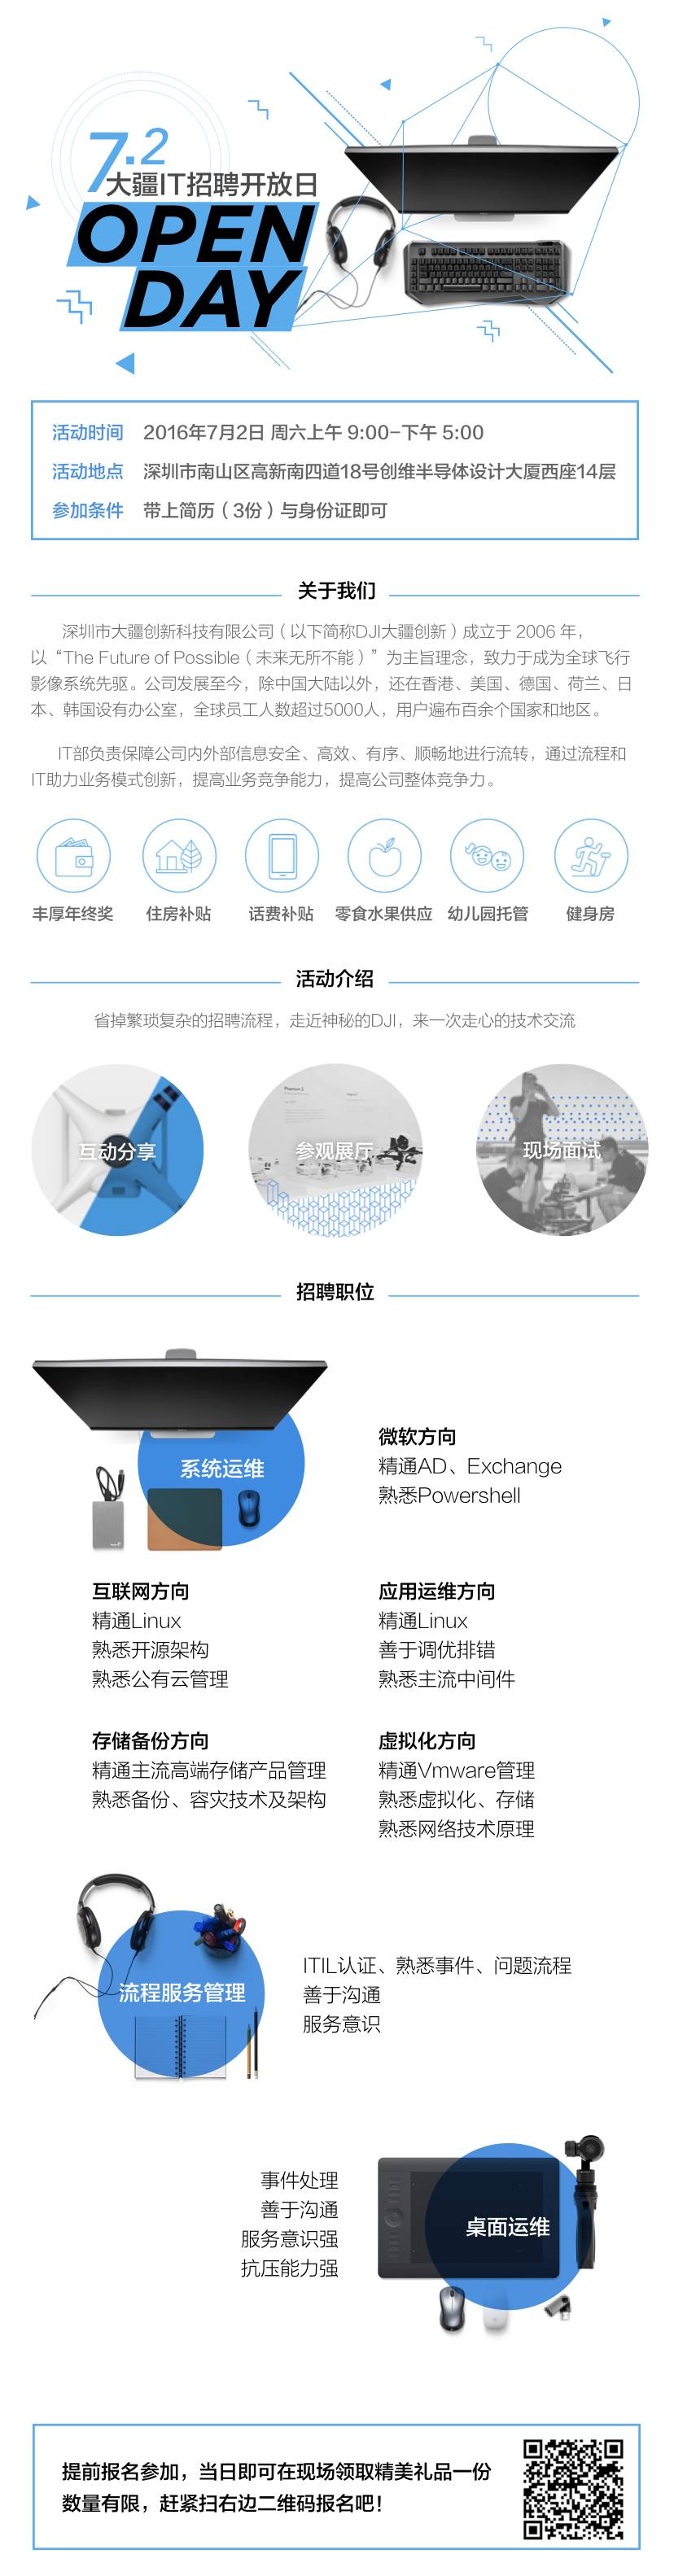 7.2
大疆IT招聘开放日
OPEN
DAY
活动时间 2016年7月2日 周六上午 9:00-下午 5:00
活动地点 深圳市南山区高新南四道18号创维半导体设计大厦西座14层
参加条件 带上简历（3份）与身份证即可
关于我们
深圳市大疆创新科技有限公司（以下简称DJI大疆创新）成立于 2006 年，
以“The Future of Possible（未来无所不能）”为主旨理念，致力于成为全球飞行
影像系统先驱。公司发展至今，除中国大陆以外，还在香港、美国、德国、荷兰、日
本、韩国设有办公室，全球员工人数超过5000人，用户遍布百余个国家和地区。
IT部负责保障公司内外部信息安全、高效、有序、顺畅地进行流转，通过流程和
IT助力业务模式创新，提高业务竞争能力，提高公司整体竞争力。
丰厚年终奖 住房补贴 话费补贴 零食水果供应 幼儿园托管 健身房
活动介绍
省掉繁琐复杂的招聘流程，走近神秘的DJI，来一次走心的技术交流
Phantom 2
互动分享 参观展厅 现场面试
招聘职位
系统运维
微软方向
精通AD、Exchange
熟悉Powershell
互联网方向
精通Linux
熟悉开源架构
熟悉公有云管理
应用运维方向
精通Linux
善于调优排错
熟悉主流中间件
存储备份方向
精通主流高端存储产品管理
熟悉备份、容灾技术及架构
虚拟化方向
精通Vmware管理
熟悉虚拟化、存储
熟悉网络技术原理
流程服务管理
ITIL认证、熟悉事件、问题流程
善于沟通
服务意识
事件处理
善于沟通
服务意识强
抗压能力强
桌面运维
提前报名参加，当日即可在现场领取精美礼品一份
数量有限，赶紧扫右边二维码报名吧！